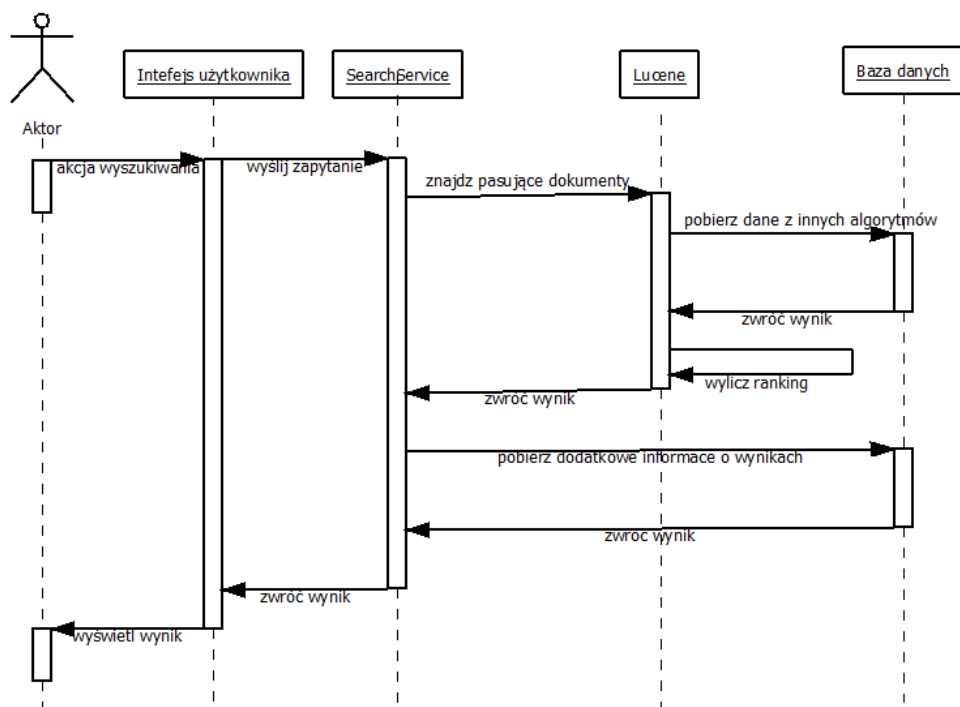 Intefejs użytkownika
SearchService
Lucene
Baza danych
Aktor
akcja wyszukiwania
wyślij zapytanie
znajdz pasujące dokumenty
pobierz dane z innych algorytmów
zwróć wynik
wylicz ranking
zwróć wynik
pobierz dodatkowe informace o wynikach
zwróć wynik
zwróć wynik
wyświetl wynik